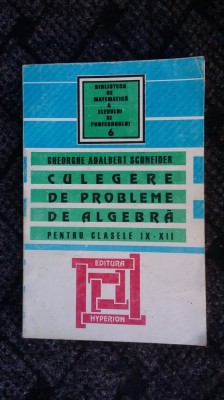 BIBLIOTECA
DE
MATEMATICĂ
A
ELEVULUI
ŞI
PROFESORULUI
6
GHEORGHE ADALBERT SCHNEIDER
CULEGERE
DE PROBLEME
DE ALGEBRĂ
PENTRU CLASELE IX-XII
EDITURA
HYPERION